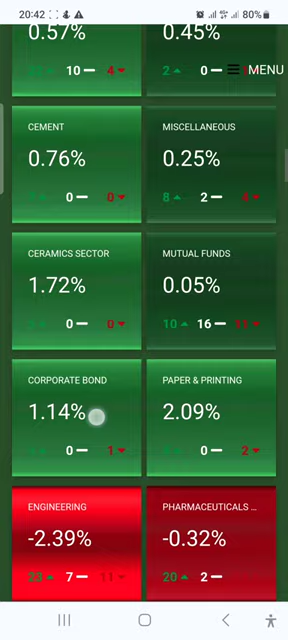 20:42 80%
0.57% 0.45%
10 4 2 0
MENU
CEMENT MISCELLANEOUS
0.76% 0.25%
0 0 8 2 4
CERAMICS SECTOR MUTUAL FUNDS
1.72% 0.05%
0 0 10 16 11
CORPORATE BOND PAPER & PRINTING
1.14% 2.09%
0 1 0 2
ENGINEERING PHARMACEUTICALS ...
-2.39% -0.32%
23 7 11 20 2